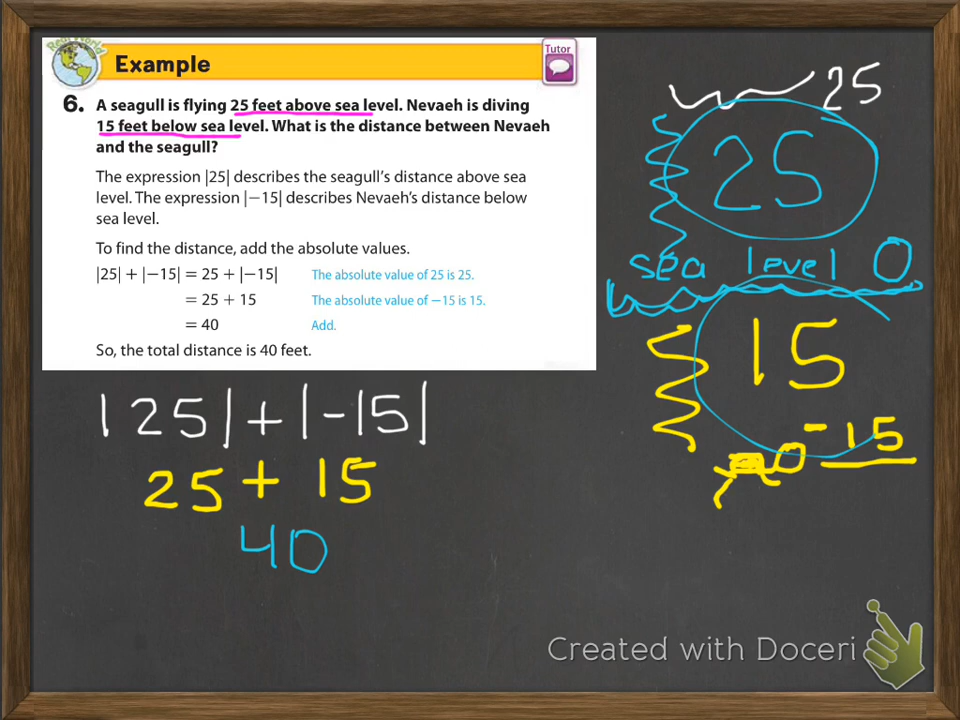 Real World
Tutor
Example
6. A seagull is flying 25 feet above sea level. Nevaeh is diving
15 feet below sea level. What is the distance between Nevaeh
and the seagull?
The expression |25| describes the seagull's distance above sea
level. The expression |−15| describes Nevaeh's distance below
sea level.
To find the distance, add the absolute values.
|25| + |−15| = 25 + |−15| The absolute value of 25 is 25.
= 25 + 15 The absolute value of −15 is 15.
= 40 Add.
So, the total distance is 40 feet.
|25| + |-15|
25 + 15
40
25
25
sea level 0
15
-15
Created with Doceri